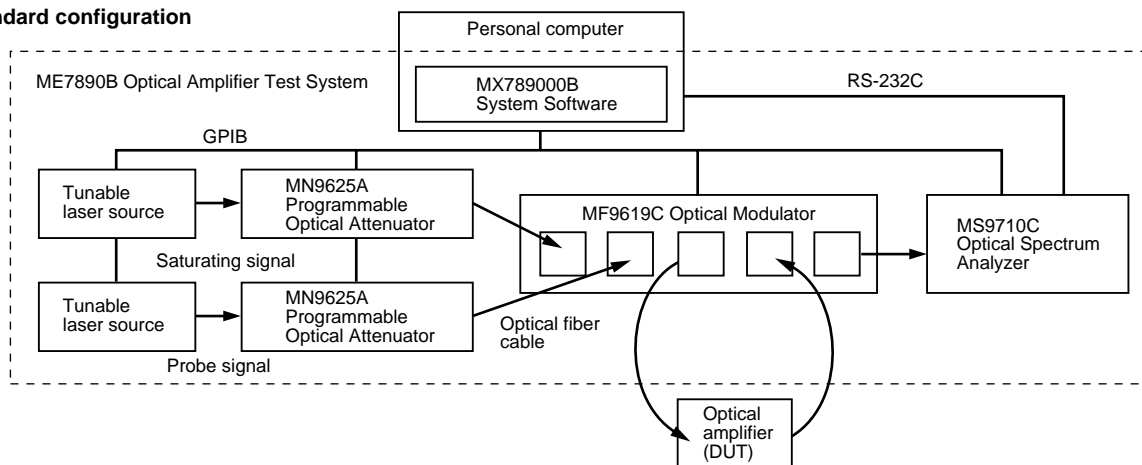 ndard configuration
Personal computer
ME7890B Optical Amplifier Test System
MX789000B
System Software
RS-232C
GPIB
Tunable
laser source
MN9625A
Programmable
Optical Attenuator
MF9619C Optical Modulator
MS9710C
Optical Spectrum
Analyzer
Saturating signal
Tunable
laser source
MN9625A
Programmable
Optical Attenuator
Optical fiber
cable
Probe signal
Optical
amplifier
(DUT)